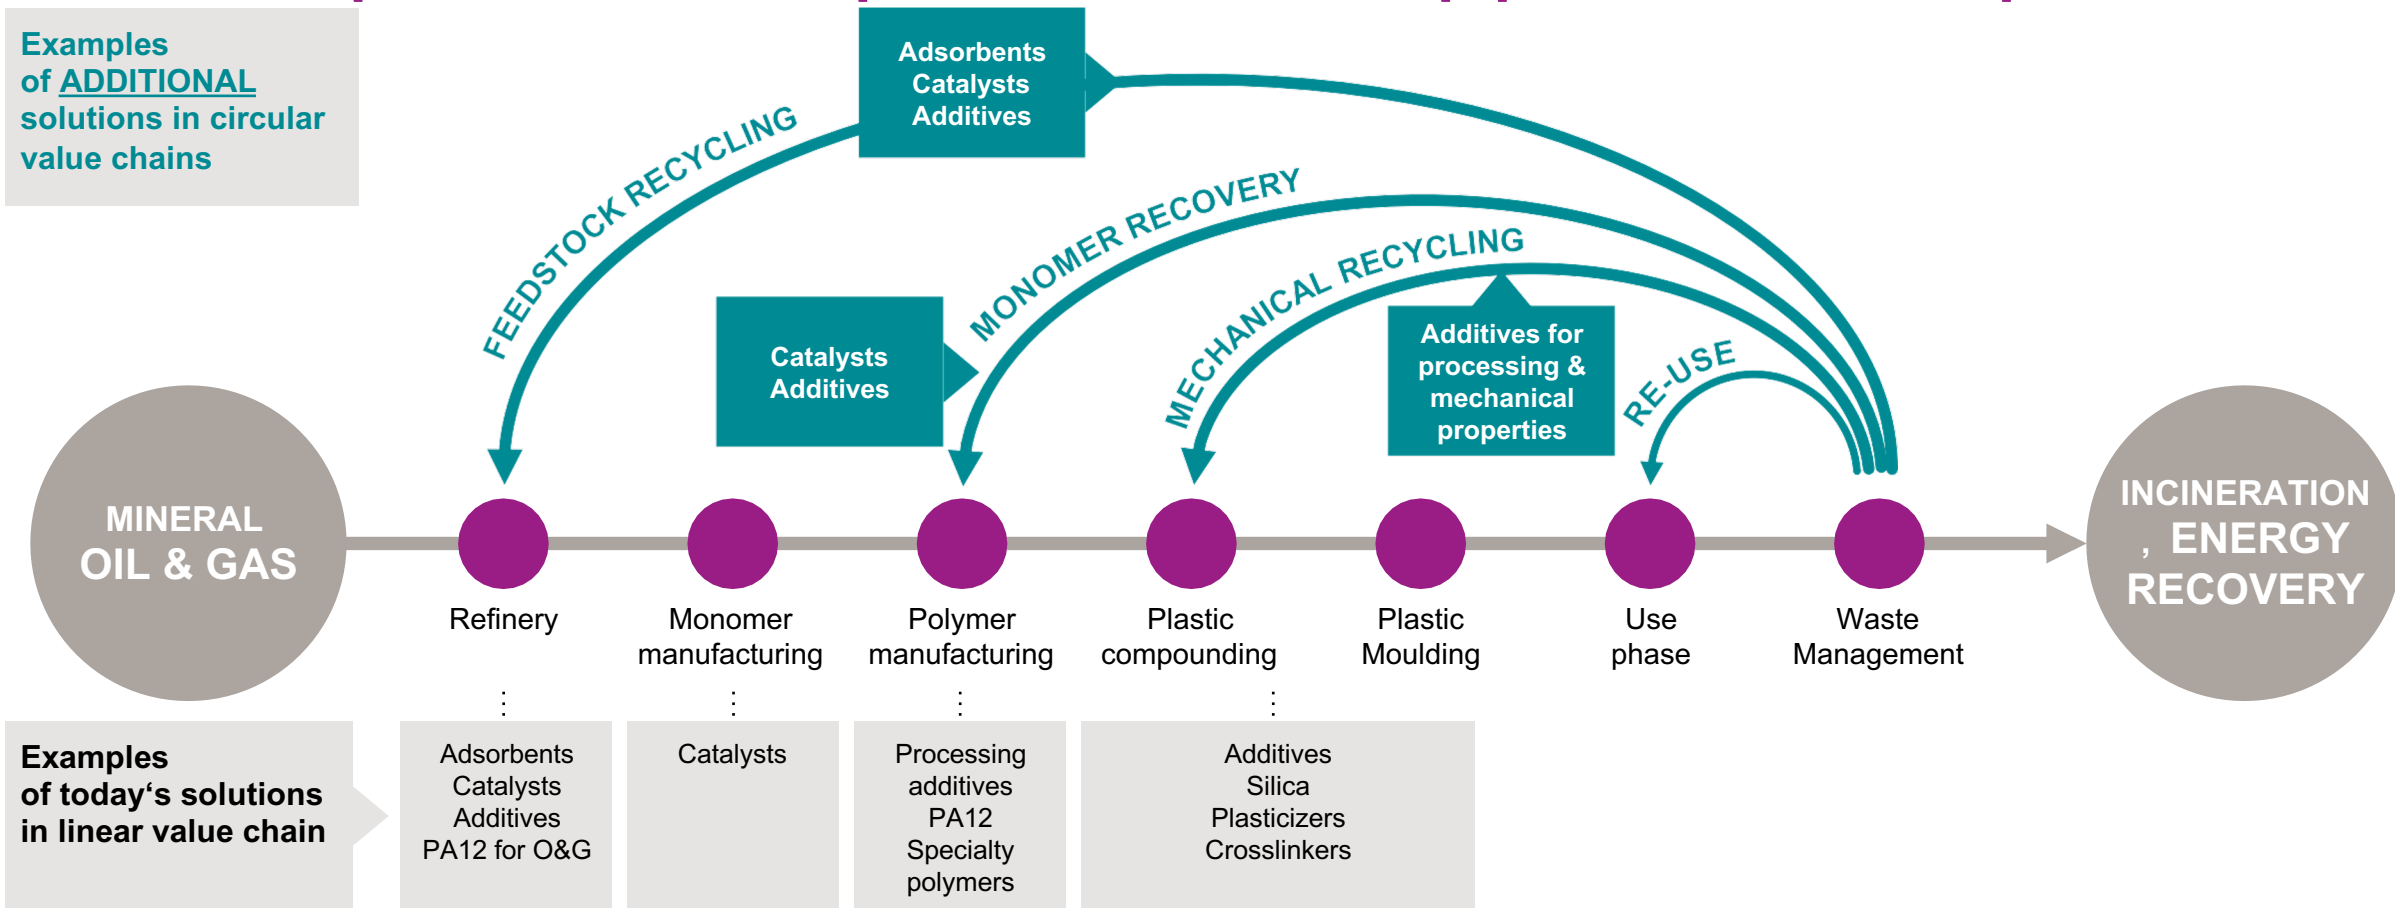 Examples
of ADDITIONAL
solutions in circular
value chains
Adsorbents
Catalysts
Additives
FEEDSTOCK RECYCLING
MONOMER RECOVERY
MECHANICAL RECYCLING
RE-USE
Catalysts
Additives
Additives for
processing &
mechanical
properties
MINERAL
OIL & GAS
INCINERATION
, ENERGY
RECOVERY
Refinery
Monomer
manufacturing
Polymer
manufacturing
Plastic
compounding
Plastic
Moulding
Use
phase
Waste
Management
Examples
of today‘s solutions
in linear value chain
Adsorbents
Catalysts
Additives
PA12 for O&G
Catalysts
Processing
additives
PA12
Specialty
polymers
Additives
Silica
Plasticizers
Crosslinkers